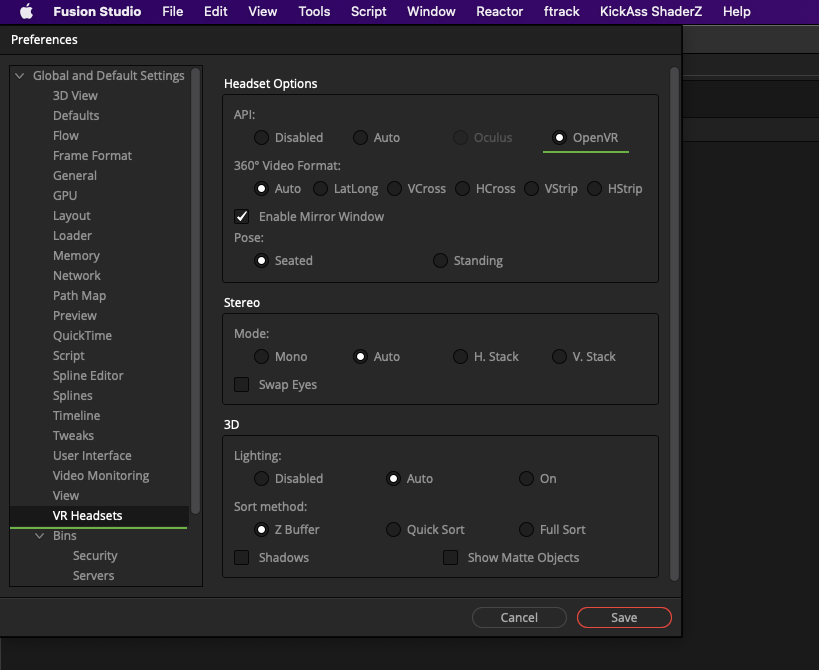 Fusion Studio File Edit View Tools Script Window Reactor ftrack KickAss ShaderZ Help
Preferences
Global and Default Settings
3D View
Defaults
Flow
Frame Format
General
GPU
Layout
Loader
Memory
Network
Path Map
Preview
QuickTime
Script
Spline Editor
Splines
Timeline
Tweaks
User Interface
Video Monitoring
View
VR Headsets
Bins
Security
Servers
Headset Options
API:
Disabled Auto Oculus OpenVR
360° Video Format:
Auto LatLong VCross HCross VStrip HStrip
Enable Mirror Window
Pose:
Seated Standing
Stereo
Mode:
Mono Auto H. Stack V. Stack
Swap Eyes
3D
Lighting:
Disabled Auto On
Sort method:
Z Buffer Quick Sort Full Sort
Shadows Show Matte Objects
Cancel Save